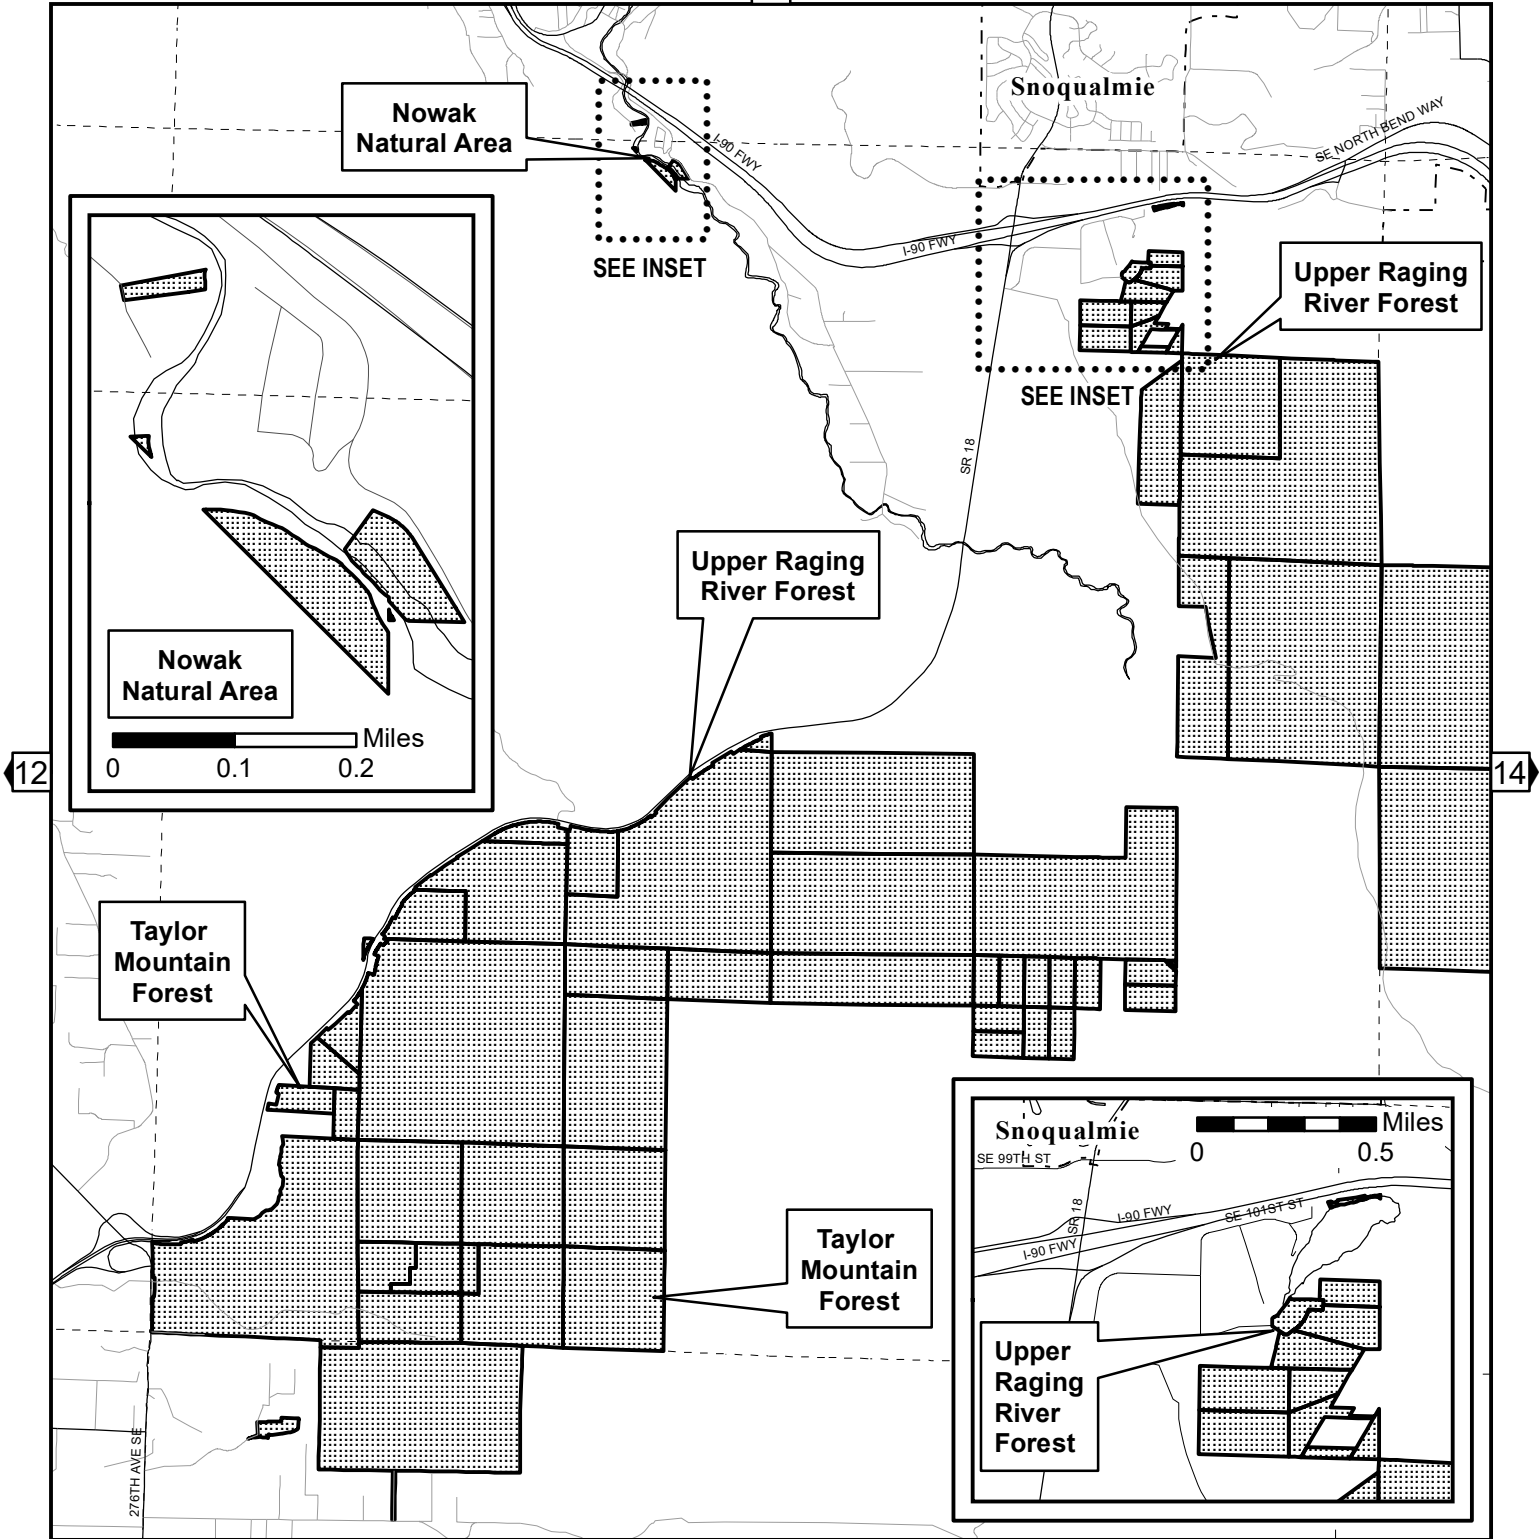 Snoqualmie
Nowak
Natural Area
I-90 FWY
SE NORTH BEND WAY
I-90 FWY
SEE INSET
Upper Raging
River Forest
SEE INSET
SR 18
Upper Raging
River Forest
Nowak
Natural Area
Miles
0 0.1 0.2
12
14
Taylor
Mountain
Forest
Taylor
Mountain
Forest
276TH AVE SE
Snoqualmie
Miles
0 0.5
SE 99TH ST
SR 18
I-90 FWY
SE 101ST ST
I-90 FWY
Upper
Raging
River
Forest